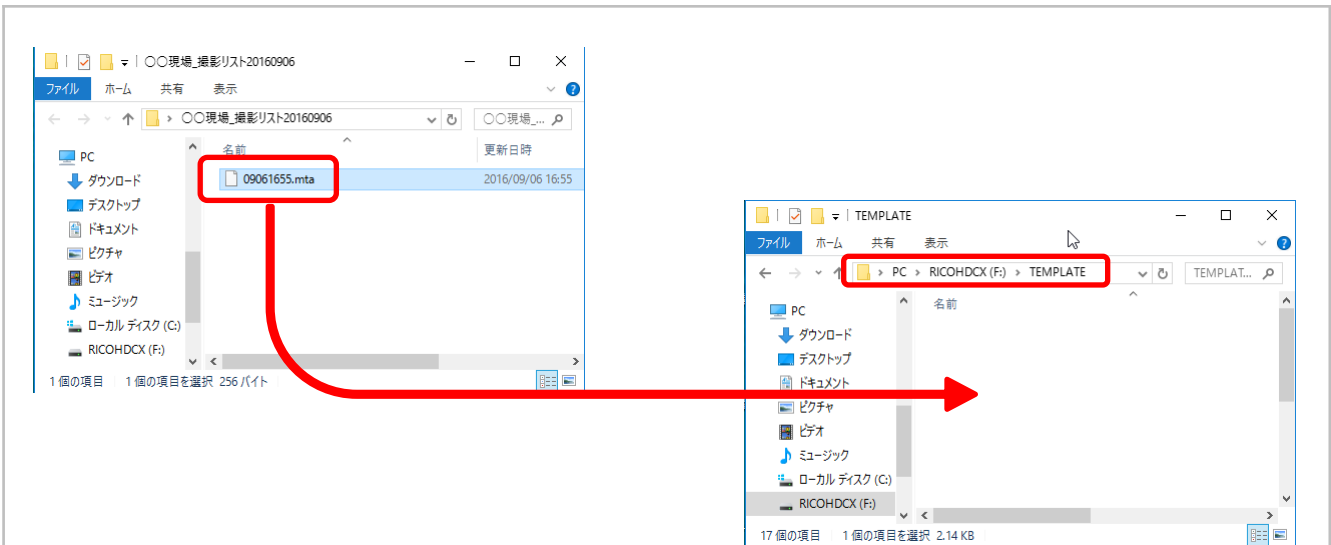 ○○現場_撮影リスト20160906
ファイル ホーム 共有 表示
○○現場_撮影リスト20160906 ○○現場_...
名前 更新日時
PC
09061655.mta 2016/09/06 16:55
ダウンロード
デスクトップ
ドキュメント
ピクチャ
ビデオ
ミュージック
ローカル ディスク (C:)
RICOHDCX (F:)
1 個の項目 1 個の項目を選択 256 バイト
TEMPLATE
ファイル ホーム 共有 表示
PC > RICOHDCX (F:) > TEMPLATE TEMPLAT...
名前
PC
ダウンロード
デスクトップ
ドキュメント
ピクチャ
ビデオ
ミュージック
ローカル ディスク (C:)
RICOHDCX (F:)
17 個の項目 1 個の項目を選択 2.14 KB